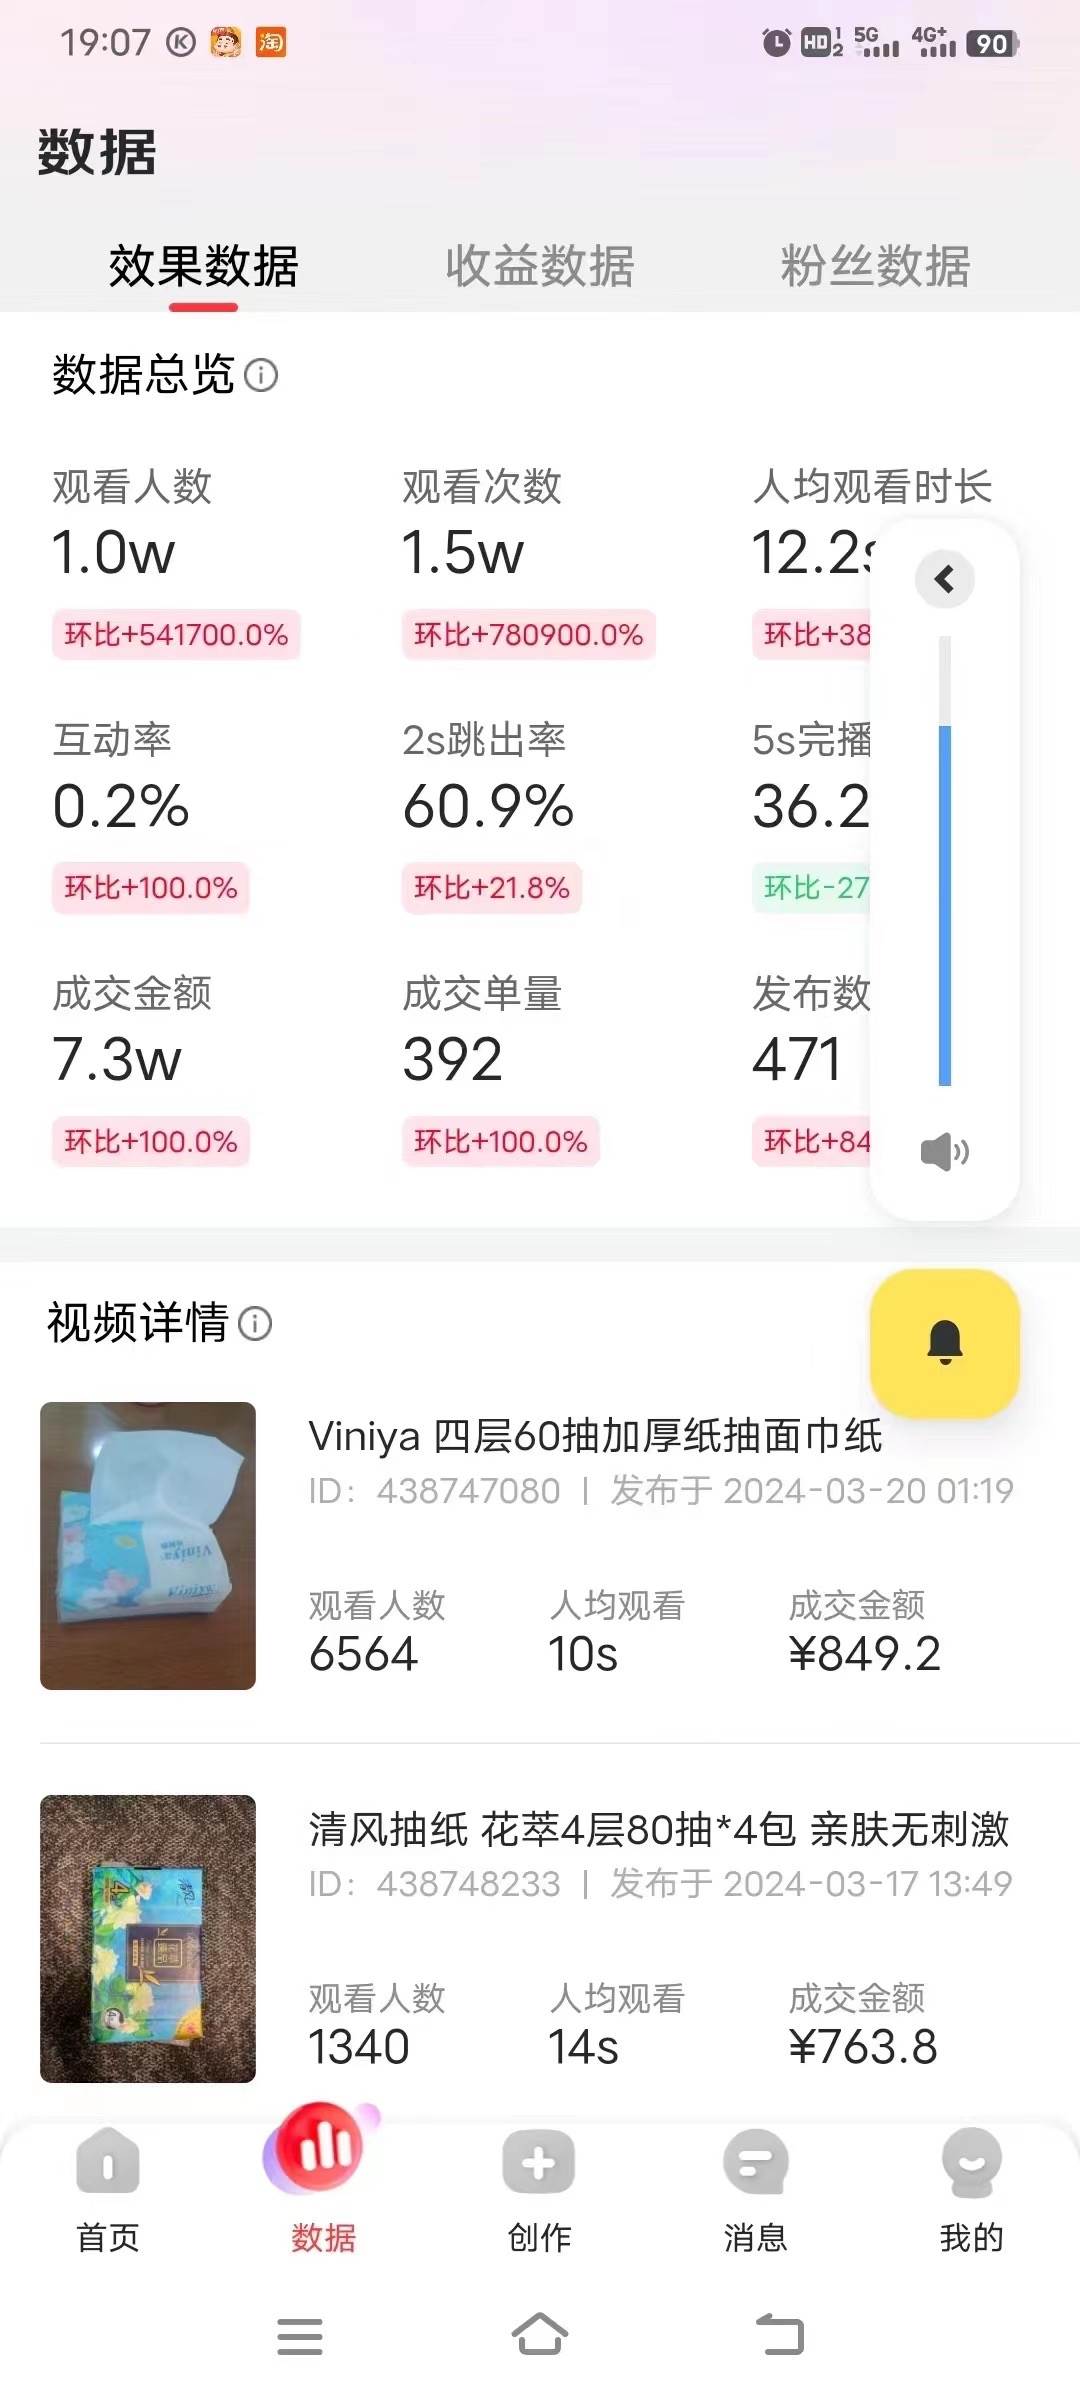 19:07 K 淘 HD 1 2 5G 4G+ 90
数据
效果数据 收益数据 粉丝数据
数据总览
观看人数 观看次数 人均观看时长
1.0w 1.5w 12.2s
环比+541700.0% 环比+780900.0% 环比+38
互动率 2s跳出率 5s完播
0.2% 60.9% 36.2
环比+100.0% 环比+21.8% 环比-27
成交金额 成交单量 发布数
7.3w 392 471
环比+100.0% 环比+100.0% 环比+84
视频详情
Viniya 四层60抽加厚纸抽面巾纸
ID：438747080 | 发布于 2024-03-20 01:19
观看人数 人均观看 成交金额
6564 10s ¥849.2
清风抽纸 花萃4层80抽*4包 亲肤无刺激
ID：438748233 | 发布于 2024-03-17 13:49
观看人数 人均观看 成交金额
1340 14s ¥763.8
首页 数据 创作 消息 我的